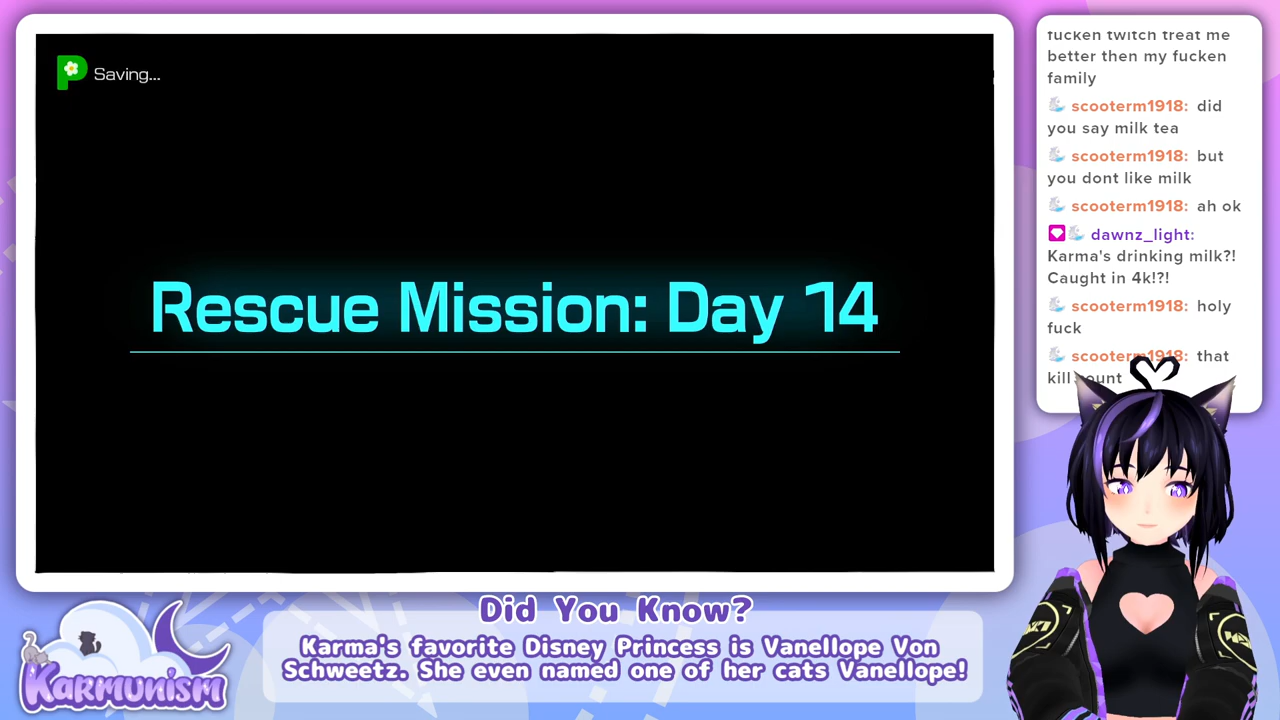 Saving...
Rescue Mission: Day 14
fucken twitch treat me
better then my fucken
family
scooterm1918: did
you say milk tea
scooterm1918: but
you dont like milk
scooterm1918: ah ok
dawnz_light:
Karma's drinking milk?!
Caught in 4k!?!
scooterm1918: holy
fuck
scooterm1918: that
kill count
Did You Know?
Karma's favorite Disney Princess is Vanellope Von
Schweetz. She even named one of her cats Vanellope!
Karmunism